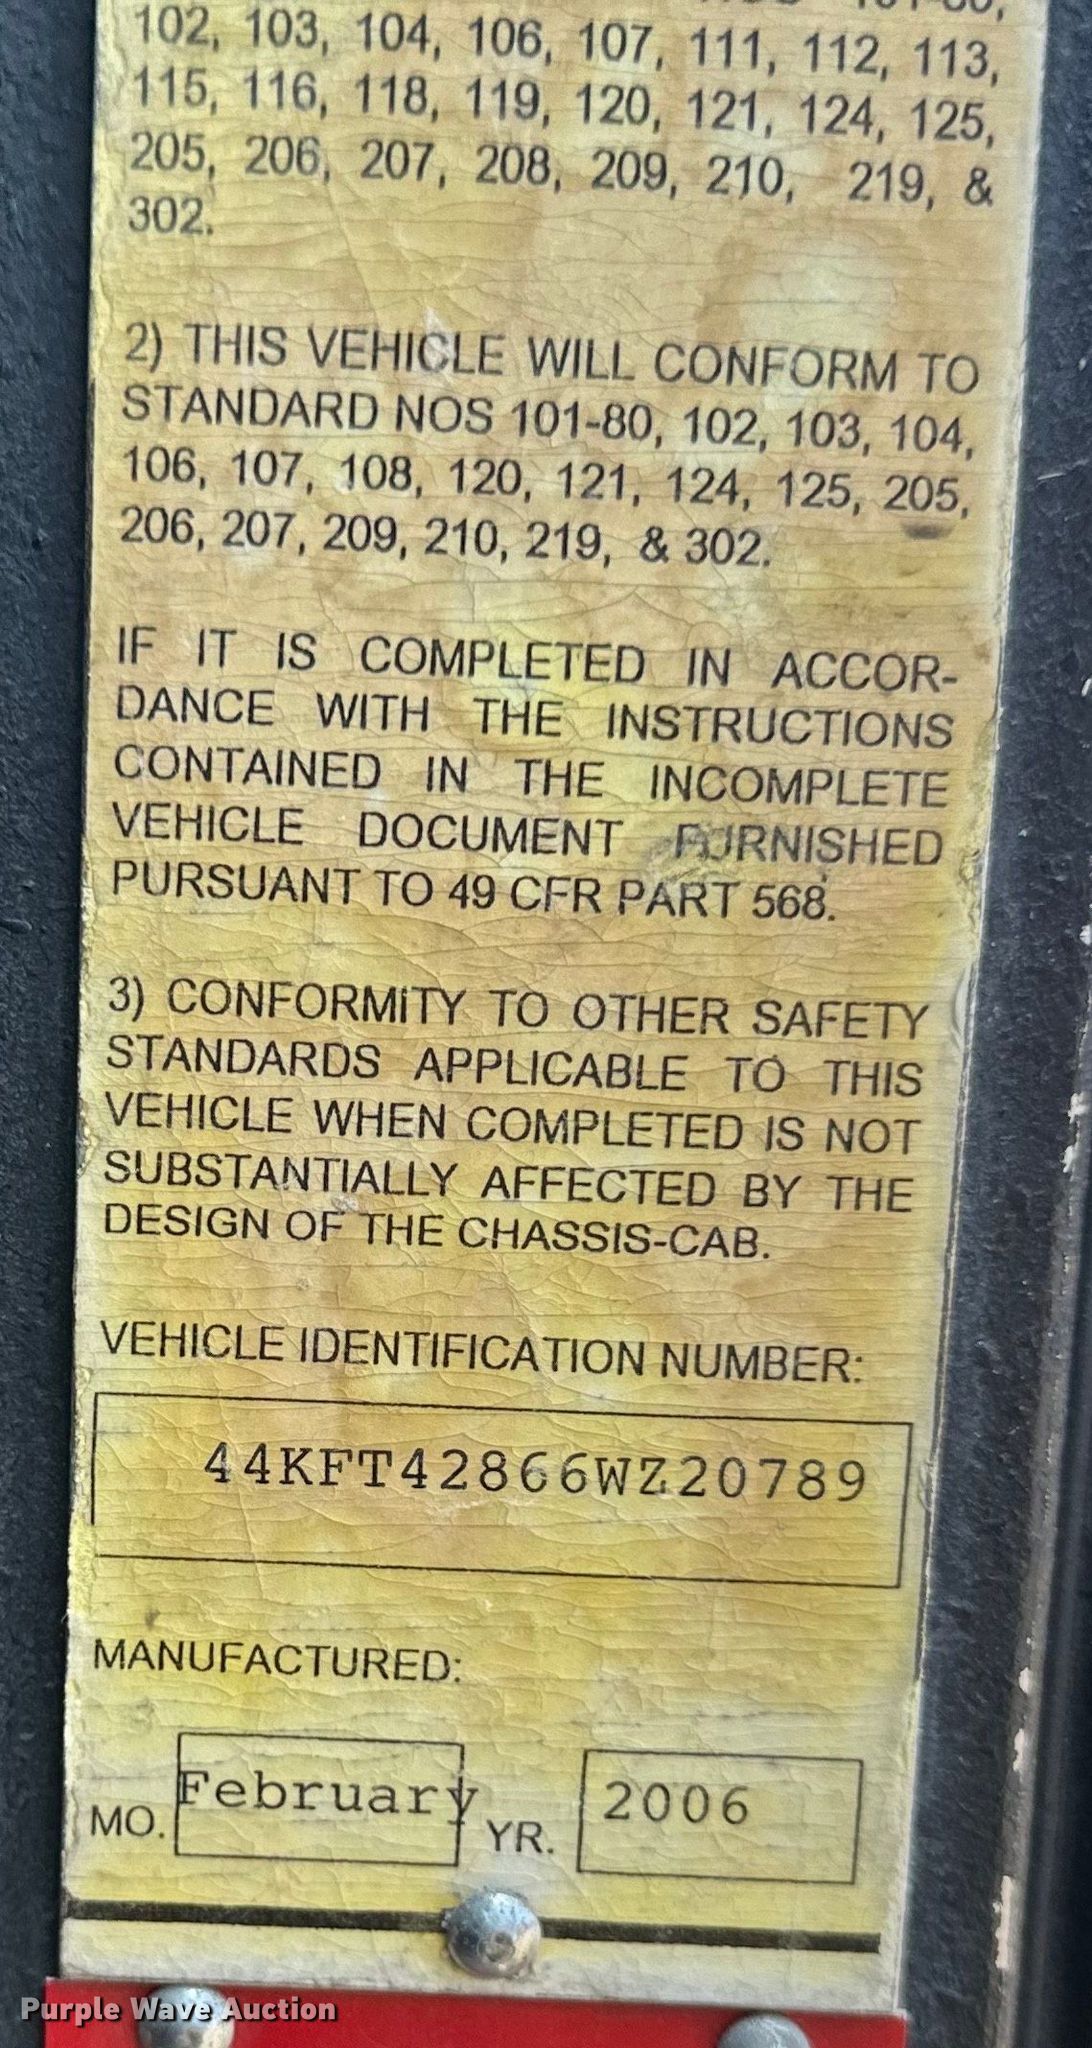 102, 103, 104, 106, 107, 111, 112, 113,
115, 116, 118, 119, 120, 121, 124, 125,
205, 206, 207, 208, 209, 210, 219, &
302.
2) THIS VEHICLE WILL CONFORM TO
STANDARD NOS 101-80, 102, 103, 104,
106, 107, 108, 120, 121, 124, 125, 205,
206, 207, 209, 210, 219, & 302.
IF IT IS COMPLETED IN ACCOR-
DANCE WITH THE INSTRUCTIONS
CONTAINED IN THE INCOMPLETE
VEHICLE DOCUMENT FURNISHED
PURSUANT TO 49 CFR PART 568.
3) CONFORMITY TO OTHER SAFETY
STANDARDS APPLICABLE TO THIS
VEHICLE WHEN COMPLETED IS NOT
SUBSTANTIALLY AFFECTED BY THE
DESIGN OF THE CHASSIS-CAB.
VEHICLE IDENTIFICATION NUMBER:
44KFT42866WZ20789
MANUFACTURED:
MO. February YR. 2006
Purple Wave Auction